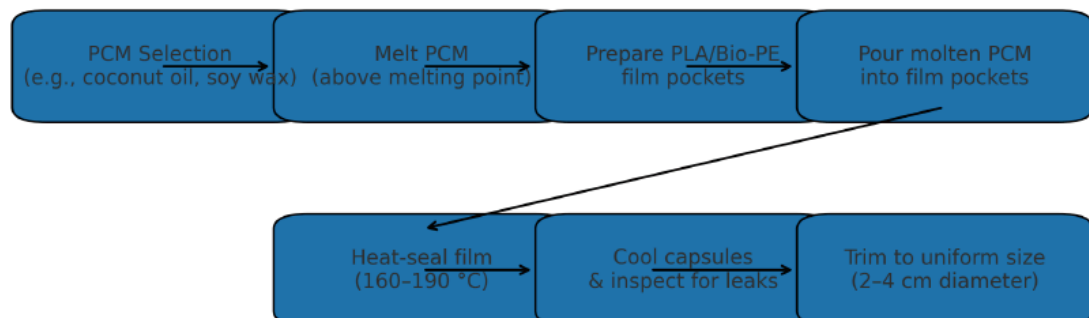 PCM Selection
(e.g., coconut oil, soy wax)
Melt PCM
(above melting point)
Prepare PLA/Bio-PE
film pockets
Pour molten PCM
into film pockets
Heat-seal film
(160–190 °C)
Cool capsules
& inspect for leaks
Trim to uniform size
(2–4 cm diameter)